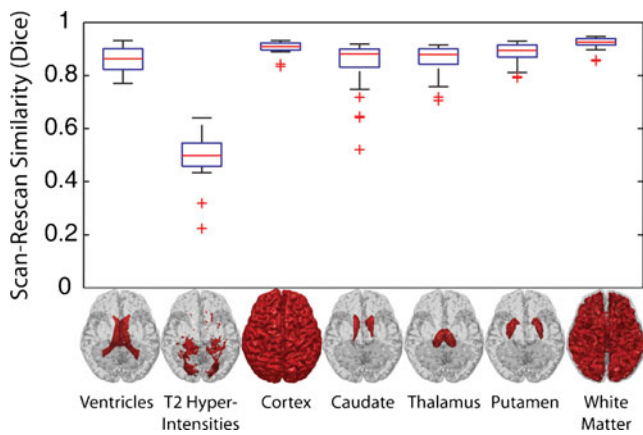 Scan-Rescan Similarity (Dice)
1
0.8
0.6
0.4
0.2
0
Ventricles
T2 Hyper-
Intensities
Cortex
Caudate
Thalamus
Putamen
White
Matter